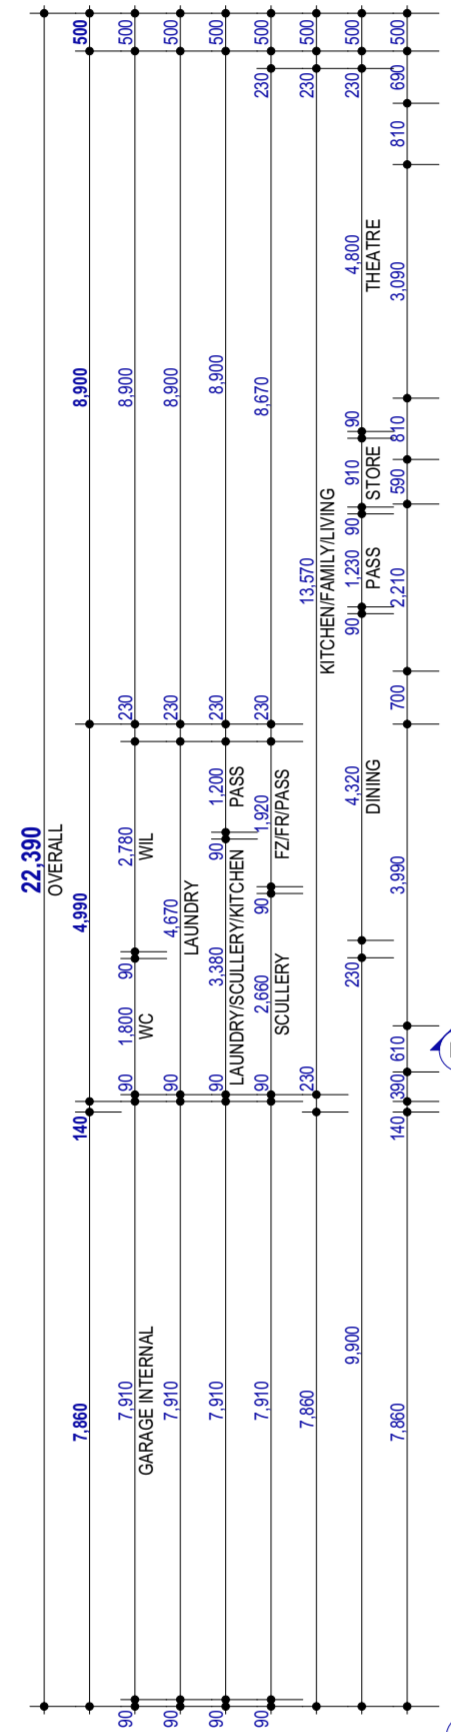 22,390
OVERALL
7,860 140 4,990 8,900 500
90 7,910 90 1,800 90 2,780 230 8,900 500
GARAGE INTERNAL WC WIL
90 7,910 90 4,670 230 8,900 500
LAUNDRY
90 7,910 90 3,380 90 1,200 230 8,900 500
LAUNDRY/SCULLERY/KITCHEN PASS
90 7,910 90 2,660 90 1,920 230 8,670 230 500
SCULLERY FZ/FR/PASS
7,860 230 13,570 230 500
KITCHEN/FAMILY/LIVING
9,900 230 4,320 90 1,230 90 910 90 4,800 230 500
DINING PASS STORE THEATRE
7,860 140 390 610 3,990 700 2,210 590 810 3,090 810 690 500